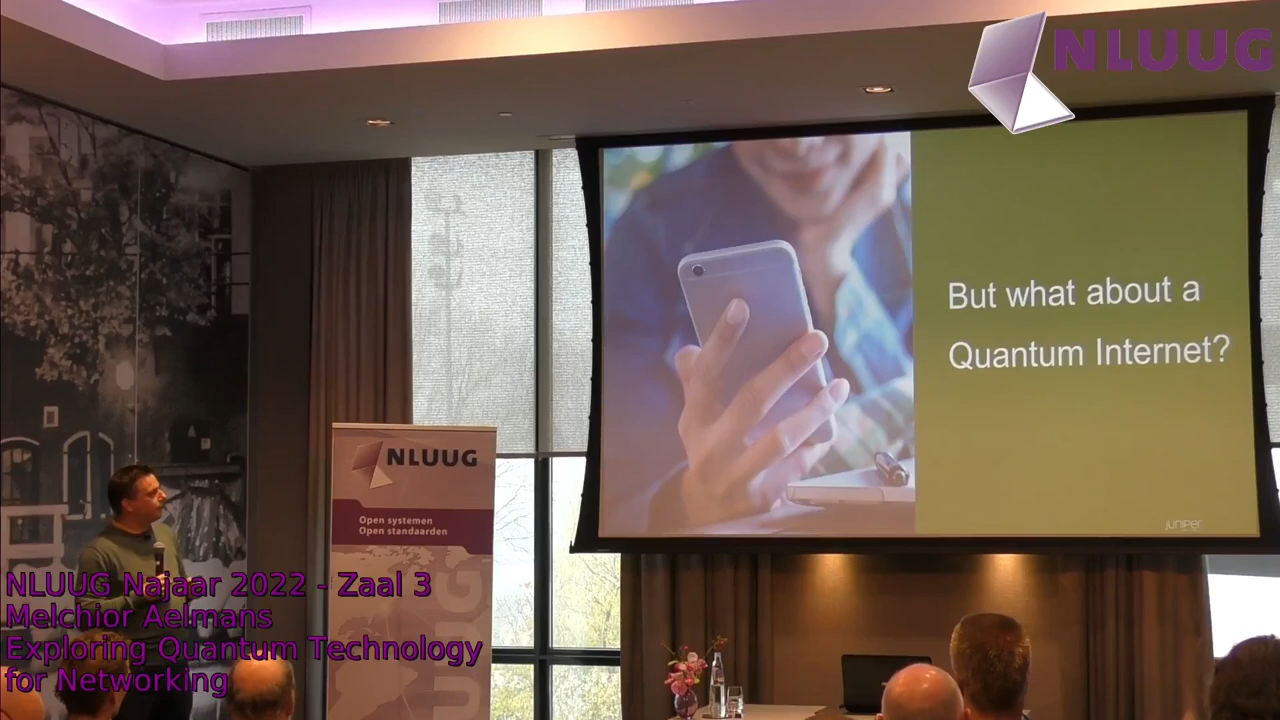 NLUUG
But what about a
Quantum Internet?
juniper
NLUUG
Open systemen
Open standaarden
NLUUG Najaar 2022 - Zaal 3
Melchior Aelmans
Exploring Quantum Technology
for Networking